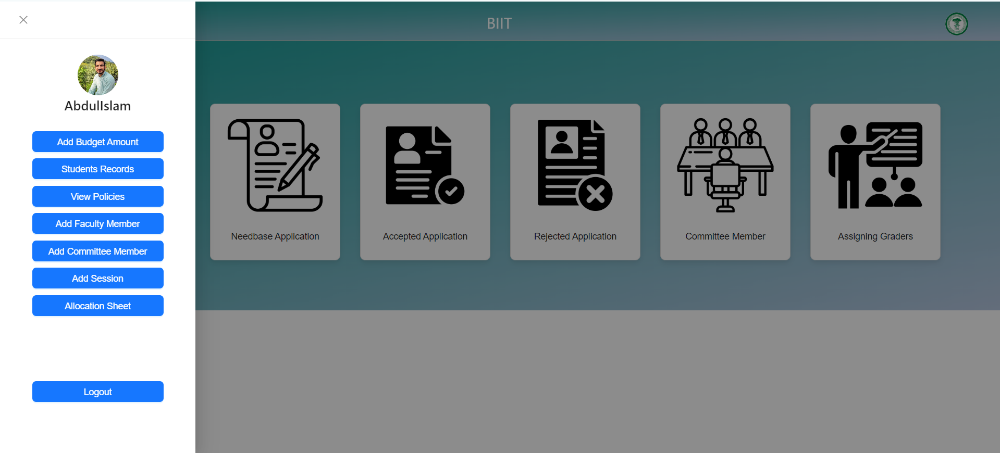 BIIT
AbdulIslam
Add Budget Amount
Students Records
View Policies
Add Faculty Member
Add Committee Member
Add Session
Allocation Sheet
Logout
Needbase Application
Accepted Application
Rejected Application
Committee Member
Assigning Graders